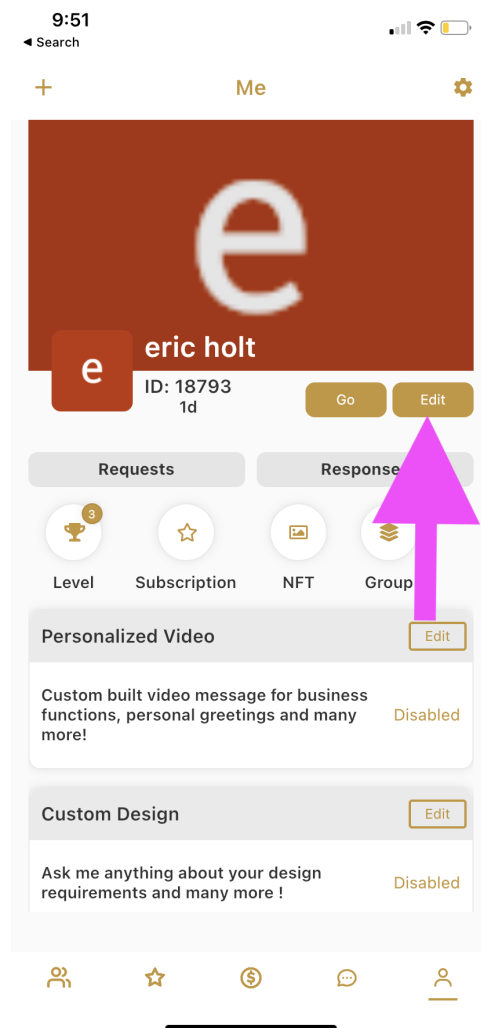 9:51
◀ Search
+ Me
e
e
eric holt
ID: 18793
1d
Go
Edit
Requests
Response
3
Level
Subscription
NFT
Group
Personalized Video
Edit
Custom built video message for business
functions, personal greetings and many
more!
Disabled
Custom Design
Edit
Ask me anything about your design
requirements and many more !
Disabled